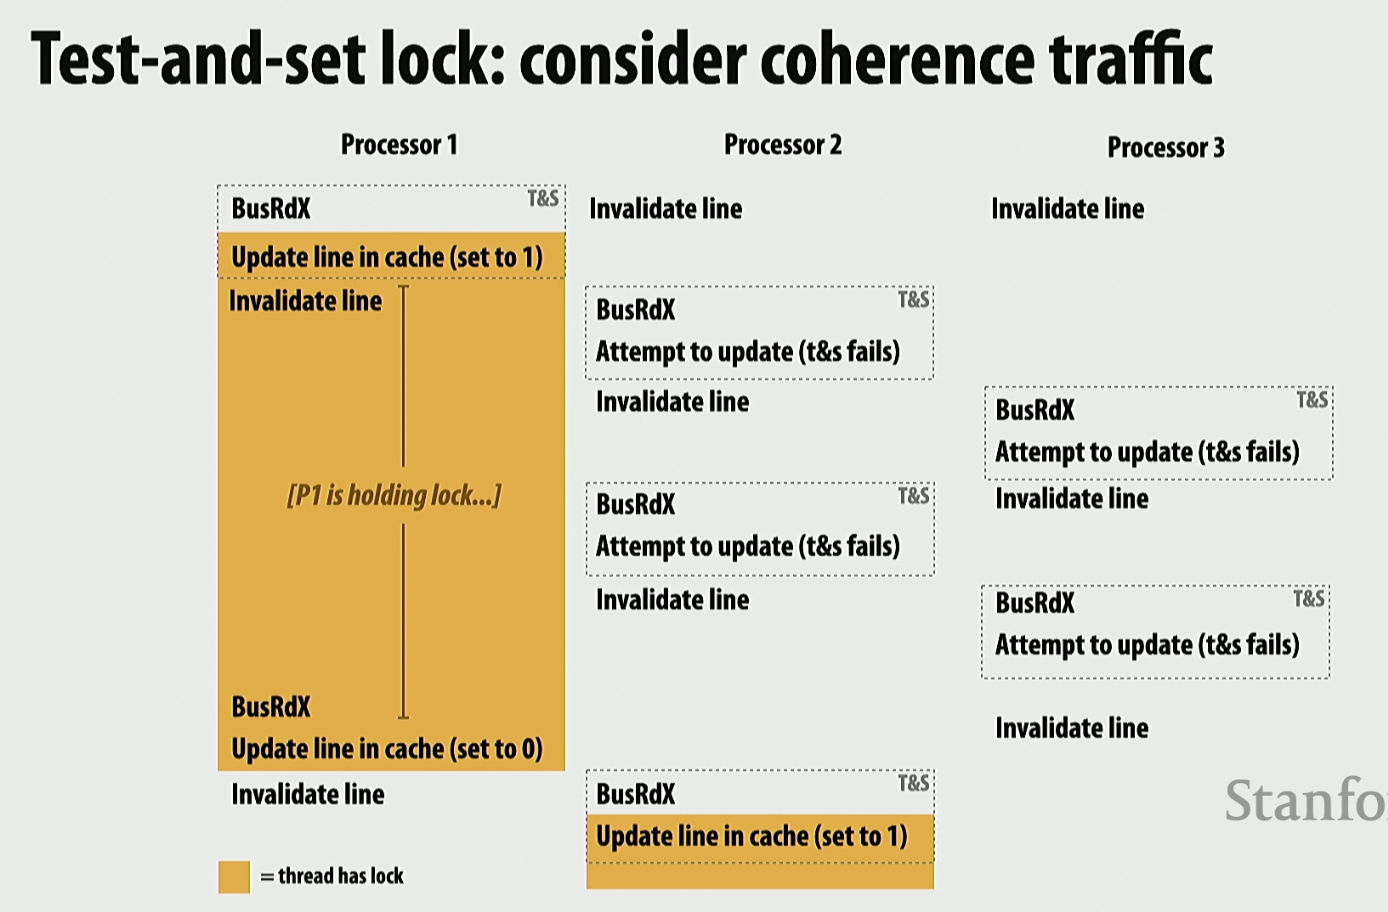 Test-and-set lock: consider coherence traffic
Processor 1
Processor 2
Processor 3
BusRdX
T&S
Update line in cache (set to 1)
Invalidate line
[P1 is holding lock...]
BusRdX
Update line in cache (set to 0)
Invalidate line
Invalidate line
BusRdX
T&S
Attempt to update (t&s fails)
Invalidate line
BusRdX
T&S
Attempt to update (t&s fails)
Invalidate line
BusRdX
T&S
Update line in cache (set to 1)
Invalidate line
BusRdX
T&S
Attempt to update (t&s fails)
Invalidate line
BusRdX
T&S
Attempt to update (t&s fails)
Invalidate line
= thread has lock
Stanfo